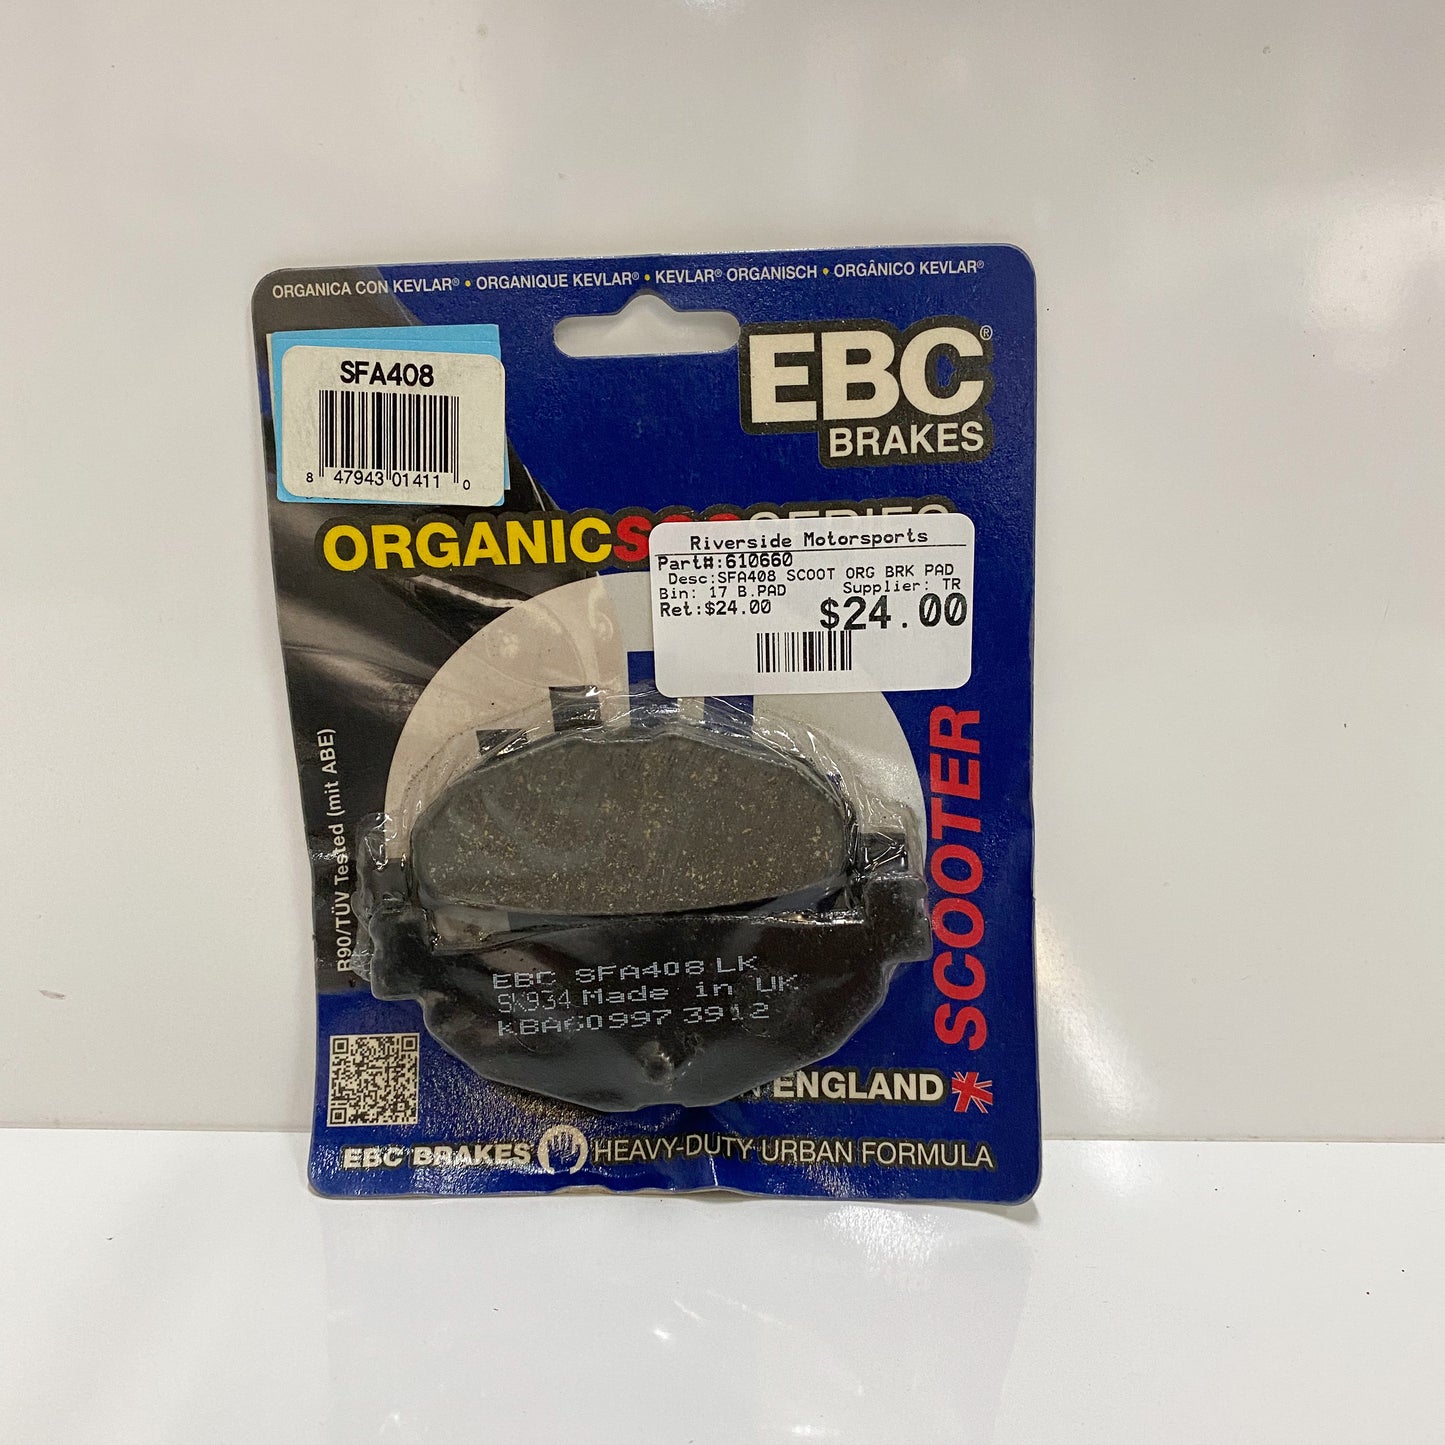 ORGANICA CON KEVLAR® • ORGANIQUE KEVLAR® • KEVLAR® ORGANISCH • ORGÂNICO KEVLAR®
EBC®
BRAKES
SFA408
8 47943 01411 0
ORGANIC
Riverside Motorsports
Part#:610660
Desc:SFA408 SCOOT ORG BRK PAD
Bin: 17 B.PAD Supplier: TR
Ret:$24.00 $24.00
R90/TÜV Tested (mit ABE)
SCOOTER
EBC SFA408 LK
SK934 Made in UK
KBA60997 3912
ENGLAND
EBC BRAKES HEAVY-DUTY URBAN FORMULA